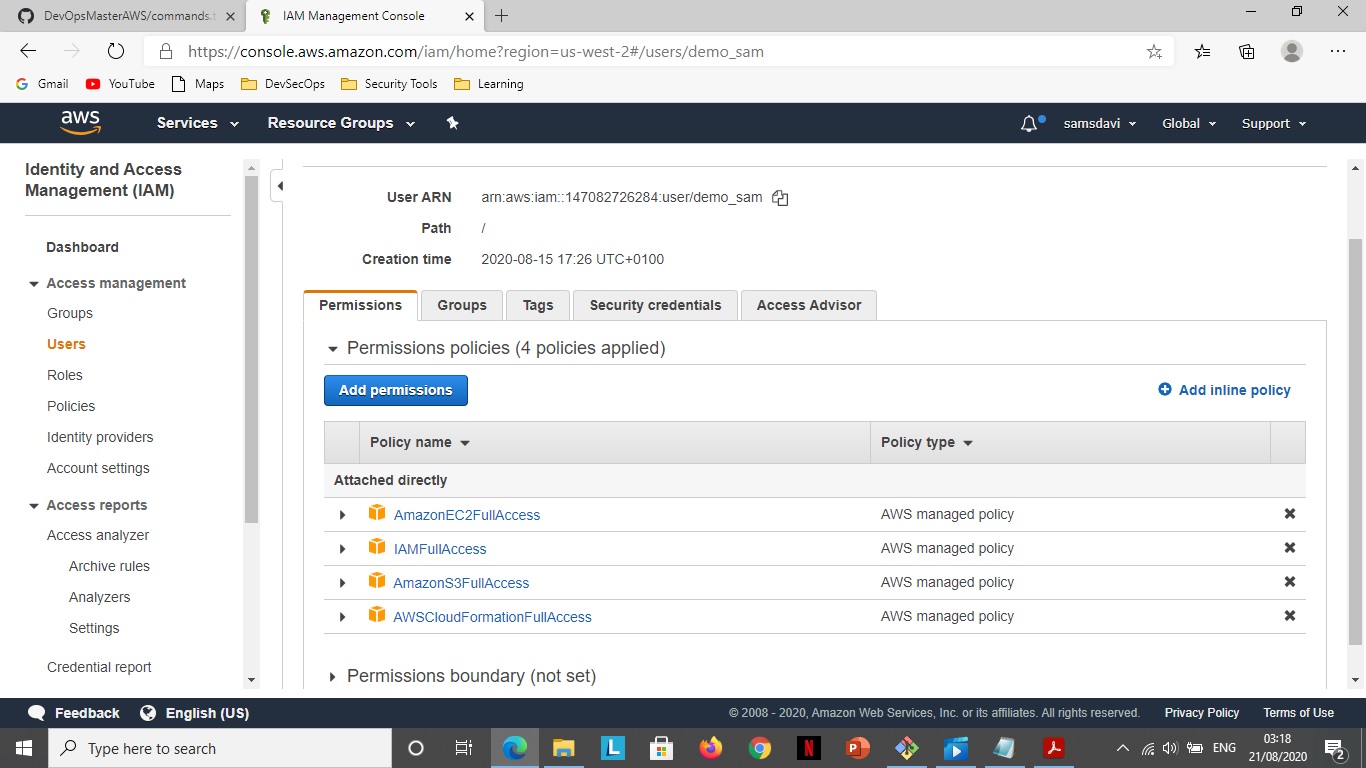 DevOpsMasterAWS/commands.t
IAM Management Console
https://console.aws.amazon.com/iam/home?region=us-west-2#/users/demo_sam
Gmail YouTube Maps DevSecOps Security Tools Learning
aws Services Resource Groups samsdavi Global Support
Identity and Access
Management (IAM)
Dashboard
Access management
Groups
Users
Roles
Policies
Identity providers
Account settings
Access reports
Access analyzer
Archive rules
Analyzers
Settings
Credential report
User ARN arn:aws:iam::147082726284:user/demo_sam
Path /
Creation time 2020-08-15 17:26 UTC+0100
Permissions Groups Tags Security credentials Access Advisor
Permissions policies (4 policies applied)
Add permissions Add inline policy
Policy name Policy type
Attached directly
AmazonEC2FullAccess AWS managed policy
IAMFullAccess AWS managed policy
AmazonS3FullAccess AWS managed policy
AWSCloudFormationFullAccess AWS managed policy
Permissions boundary (not set)
Feedback English (US) © 2008 - 2020, Amazon Web Services, Inc. or its affiliates. All rights reserved. Privacy Policy Terms of Use
Type here to search
L
N
P
ENG
03:18
21/08/2020
2